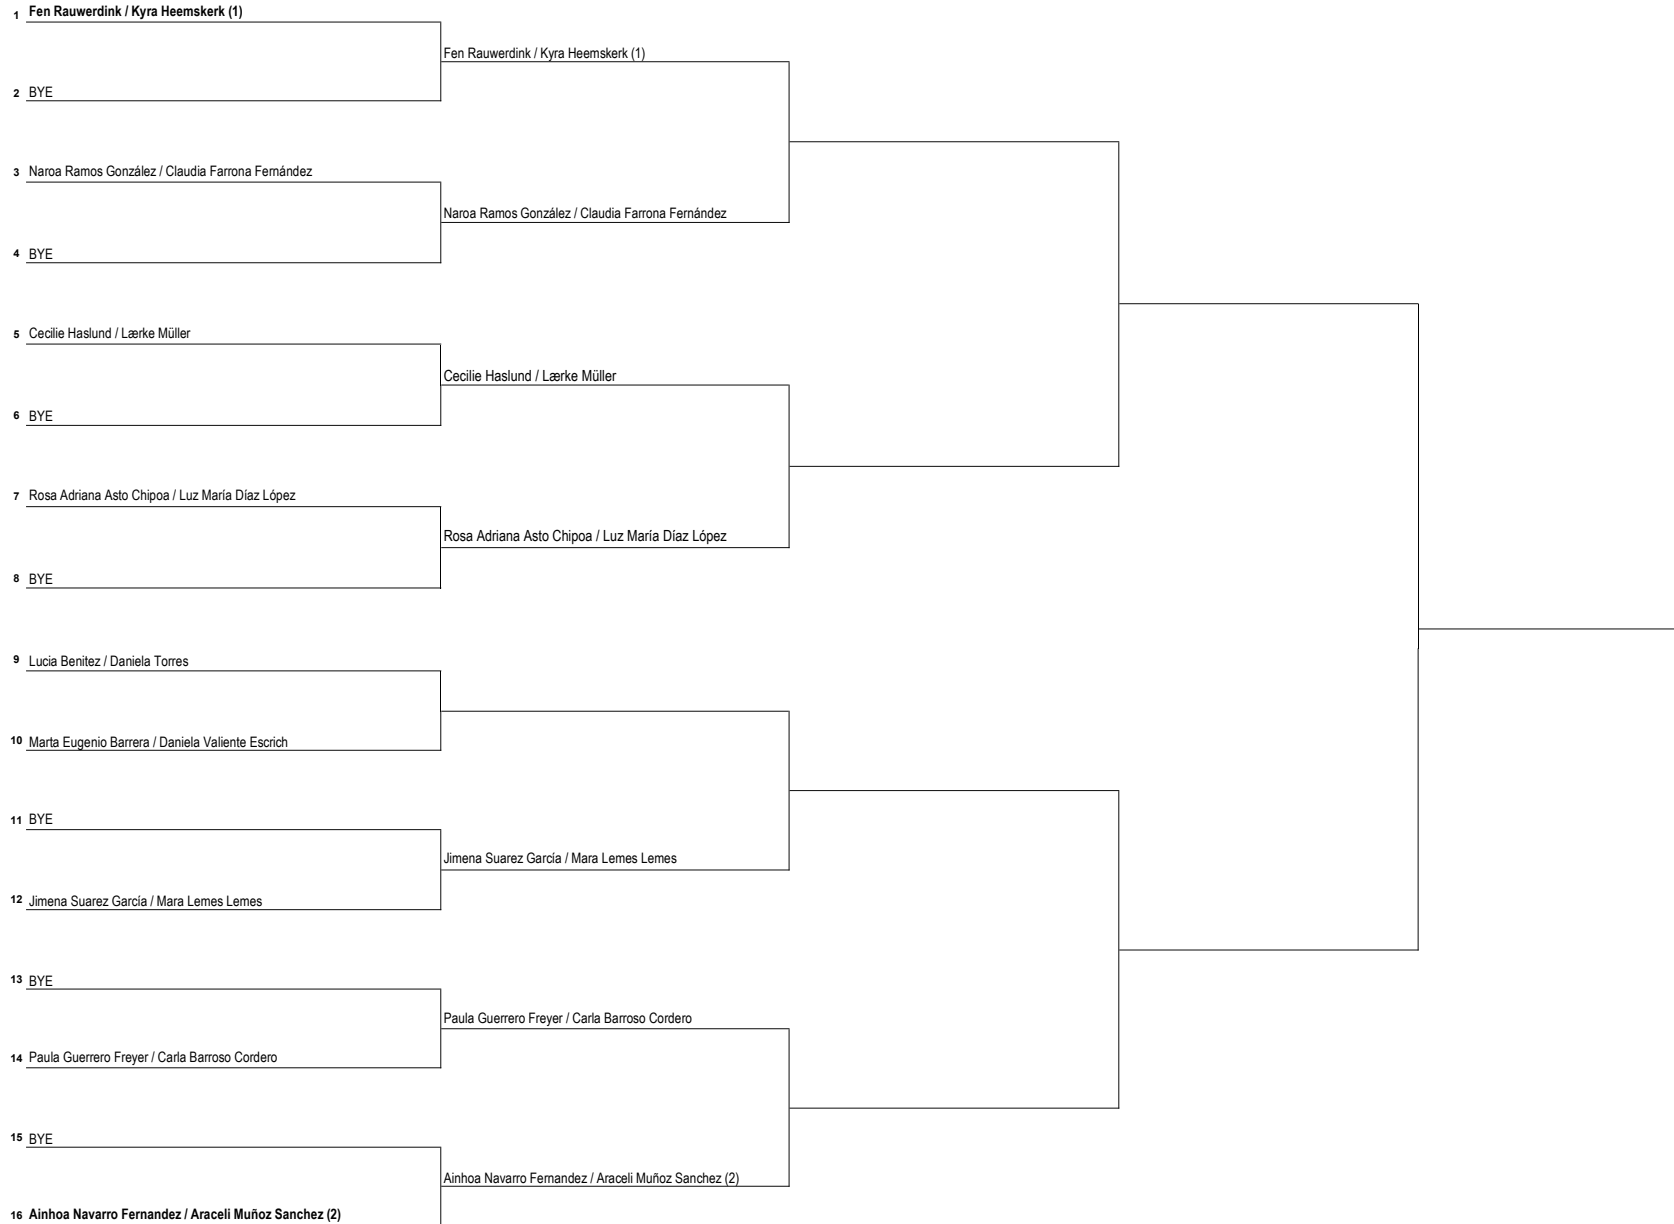 1 Fen Rauwerdink / Kyra Heemskerk (1)
Fen Rauwerdink / Kyra Heemskerk (1)
2 BYE
3 Naroa Ramos González / Claudia Farrona Fernández
Naroa Ramos González / Claudia Farrona Fernández
4 BYE
5 Cecilie Haslund / Lærke Müller
Cecilie Haslund / Lærke Müller
6 BYE
7 Rosa Adriana Asto Chipoa / Luz María Díaz López
Rosa Adriana Asto Chipoa / Luz María Díaz López
8 BYE
9 Lucia Benitez / Daniela Torres
10 Marta Eugenio Barrera / Daniela Valiente Escrich
11 BYE
Jimena Suarez García / Mara Lemes Lemes
12 Jimena Suarez García / Mara Lemes Lemes
13 BYE
Paula Guerrero Freyer / Carla Barroso Cordero
14 Paula Guerrero Freyer / Carla Barroso Cordero
15 BYE
Ainhoa Navarro Fernandez / Araceli Muñoz Sanchez (2)
16 Ainhoa Navarro Fernandez / Araceli Muñoz Sanchez (2)